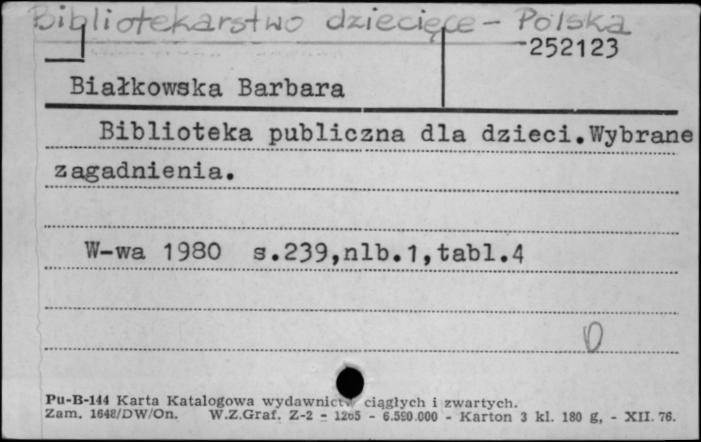 Bibliotekarstwo dziecięce - Polska
252123
Białkowska Barbara
Biblioteka publiczna dla dzieci.Wybrane
zagadnienia.
W-wa 1980 s.239,nlb.1,tabl.4
Pu-B-144 Karta Katalogowa wydawnictw ciągłych i zwartych.
Zam. 1648/DW/On. W.Z.Graf. Z-2 - 1265 - 6.590.000 - Karton 3 kl. 180 g, - XII. 76.